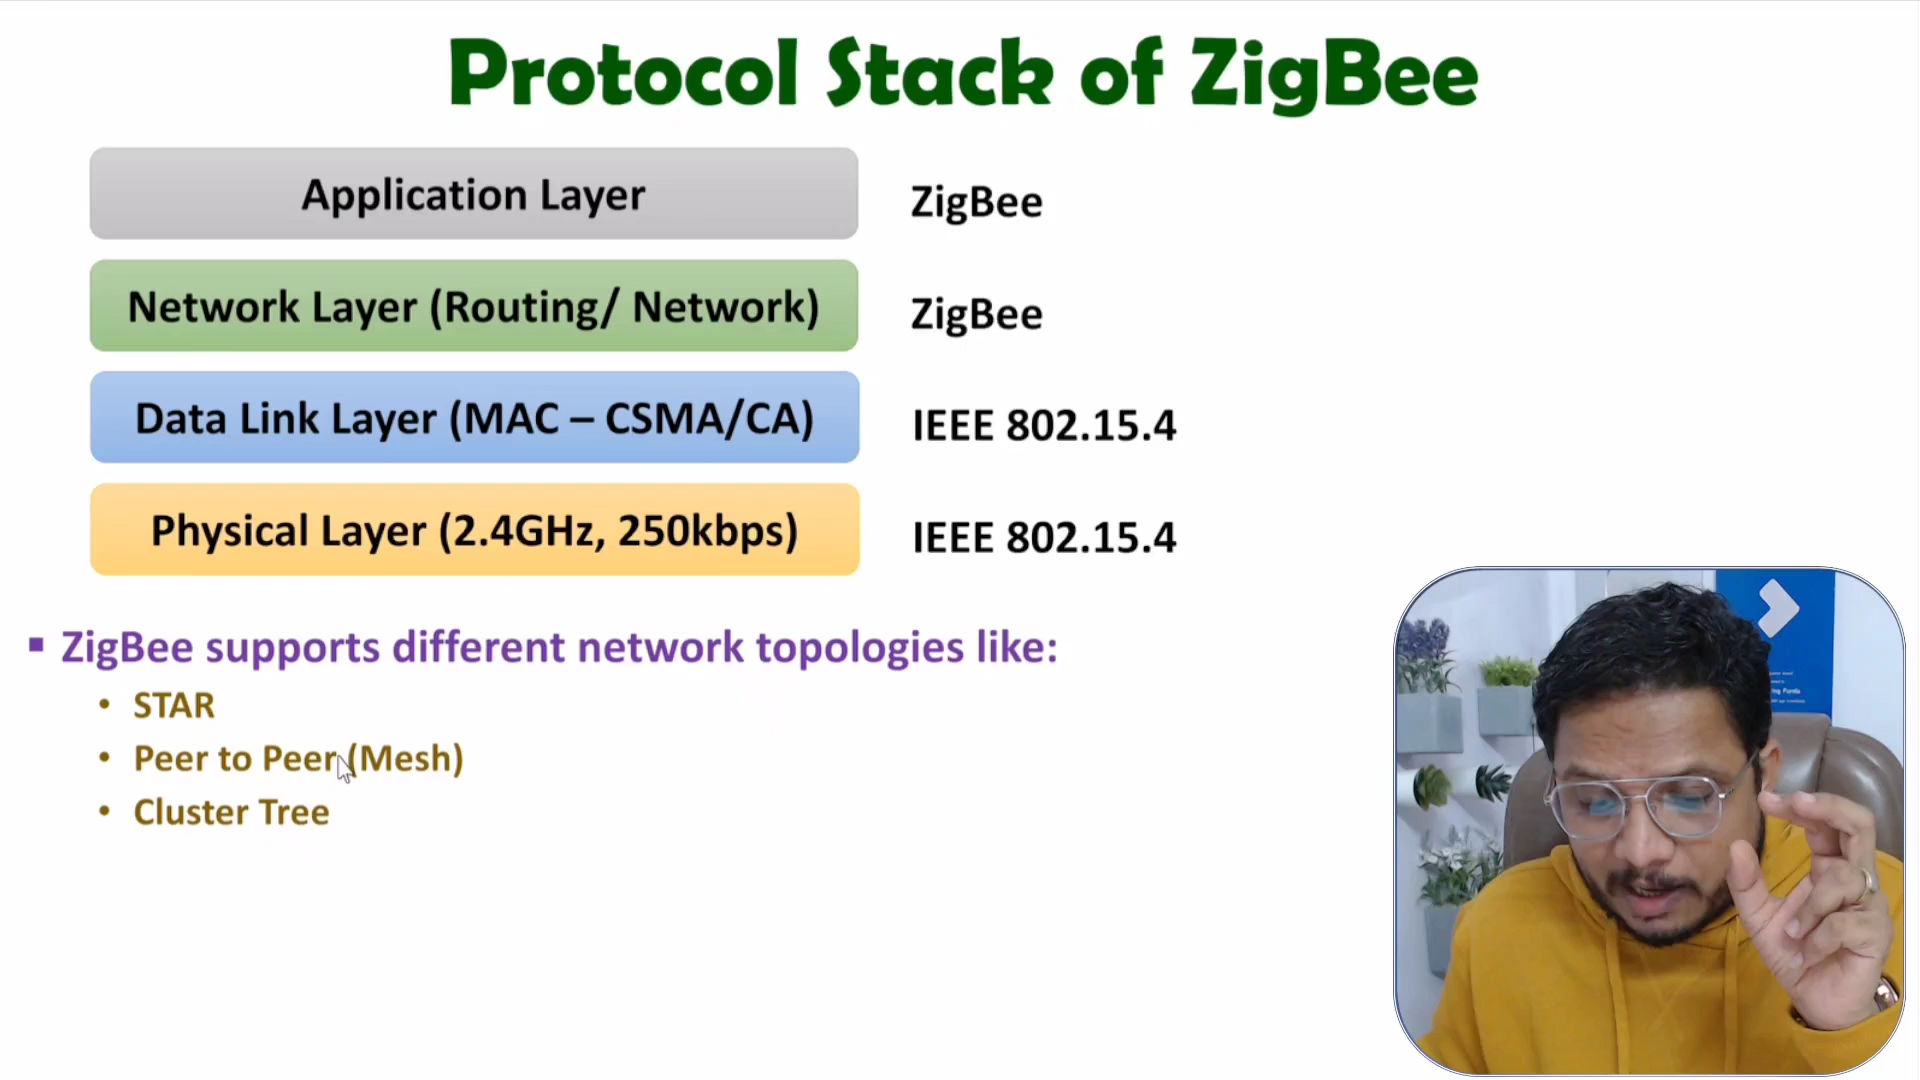 Protocol Stack of ZigBee
Application Layer ZigBee
Network Layer (Routing/ Network) ZigBee
Data Link Layer (MAC – CSMA/CA) IEEE 802.15.4
Physical Layer (2.4GHz, 250kbps) IEEE 802.15.4
▪ ZigBee supports different network topologies like:
• STAR
• Peer to Peer (Mesh)
• Cluster Tree